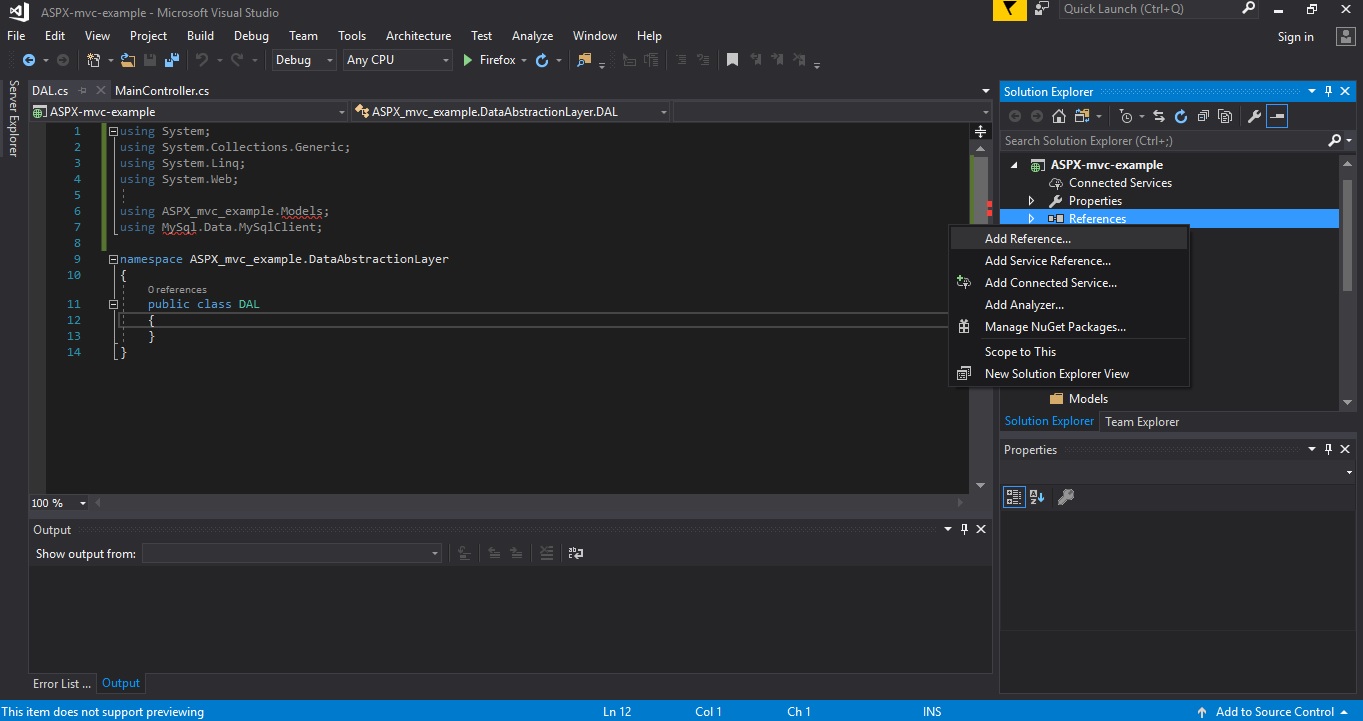 ASPX-mvc-example - Microsoft Visual Studio
Quick Launch (Ctrl+Q)
File Edit View Project Build Debug Team Tools Architecture Test Analyze Window Help
Sign in
Debug Any CPU Firefox
Server Explorer
DAL.cs MainController.cs
ASPX-mvc-example ASPX_mvc_example.DataAbstractionLayer.DAL
1 using System;
2 using System.Collections.Generic;
3 using System.Linq;
4 using System.Web;
5
6 using ASPX_mvc_example.Models;
7 using MySql.Data.MySqlClient;
8
9 namespace ASPX_mvc_example.DataAbstractionLayer
10 {
0 references
11 public class DAL
12 {
13 }
14 }
100 %
Solution Explorer
Search Solution Explorer (Ctrl+;)
ASPX-mvc-example
Connected Services
Properties
References
Add Reference...
Add Service Reference...
Add Connected Service...
Add Analyzer...
Manage NuGet Packages...
Scope to This
New Solution Explorer View
Models
Solution Explorer Team Explorer
Properties
Output
Show output from:
Error List ... Output
This item does not support previewing Ln 12 Col 1 Ch 1 INS Add to Source Control